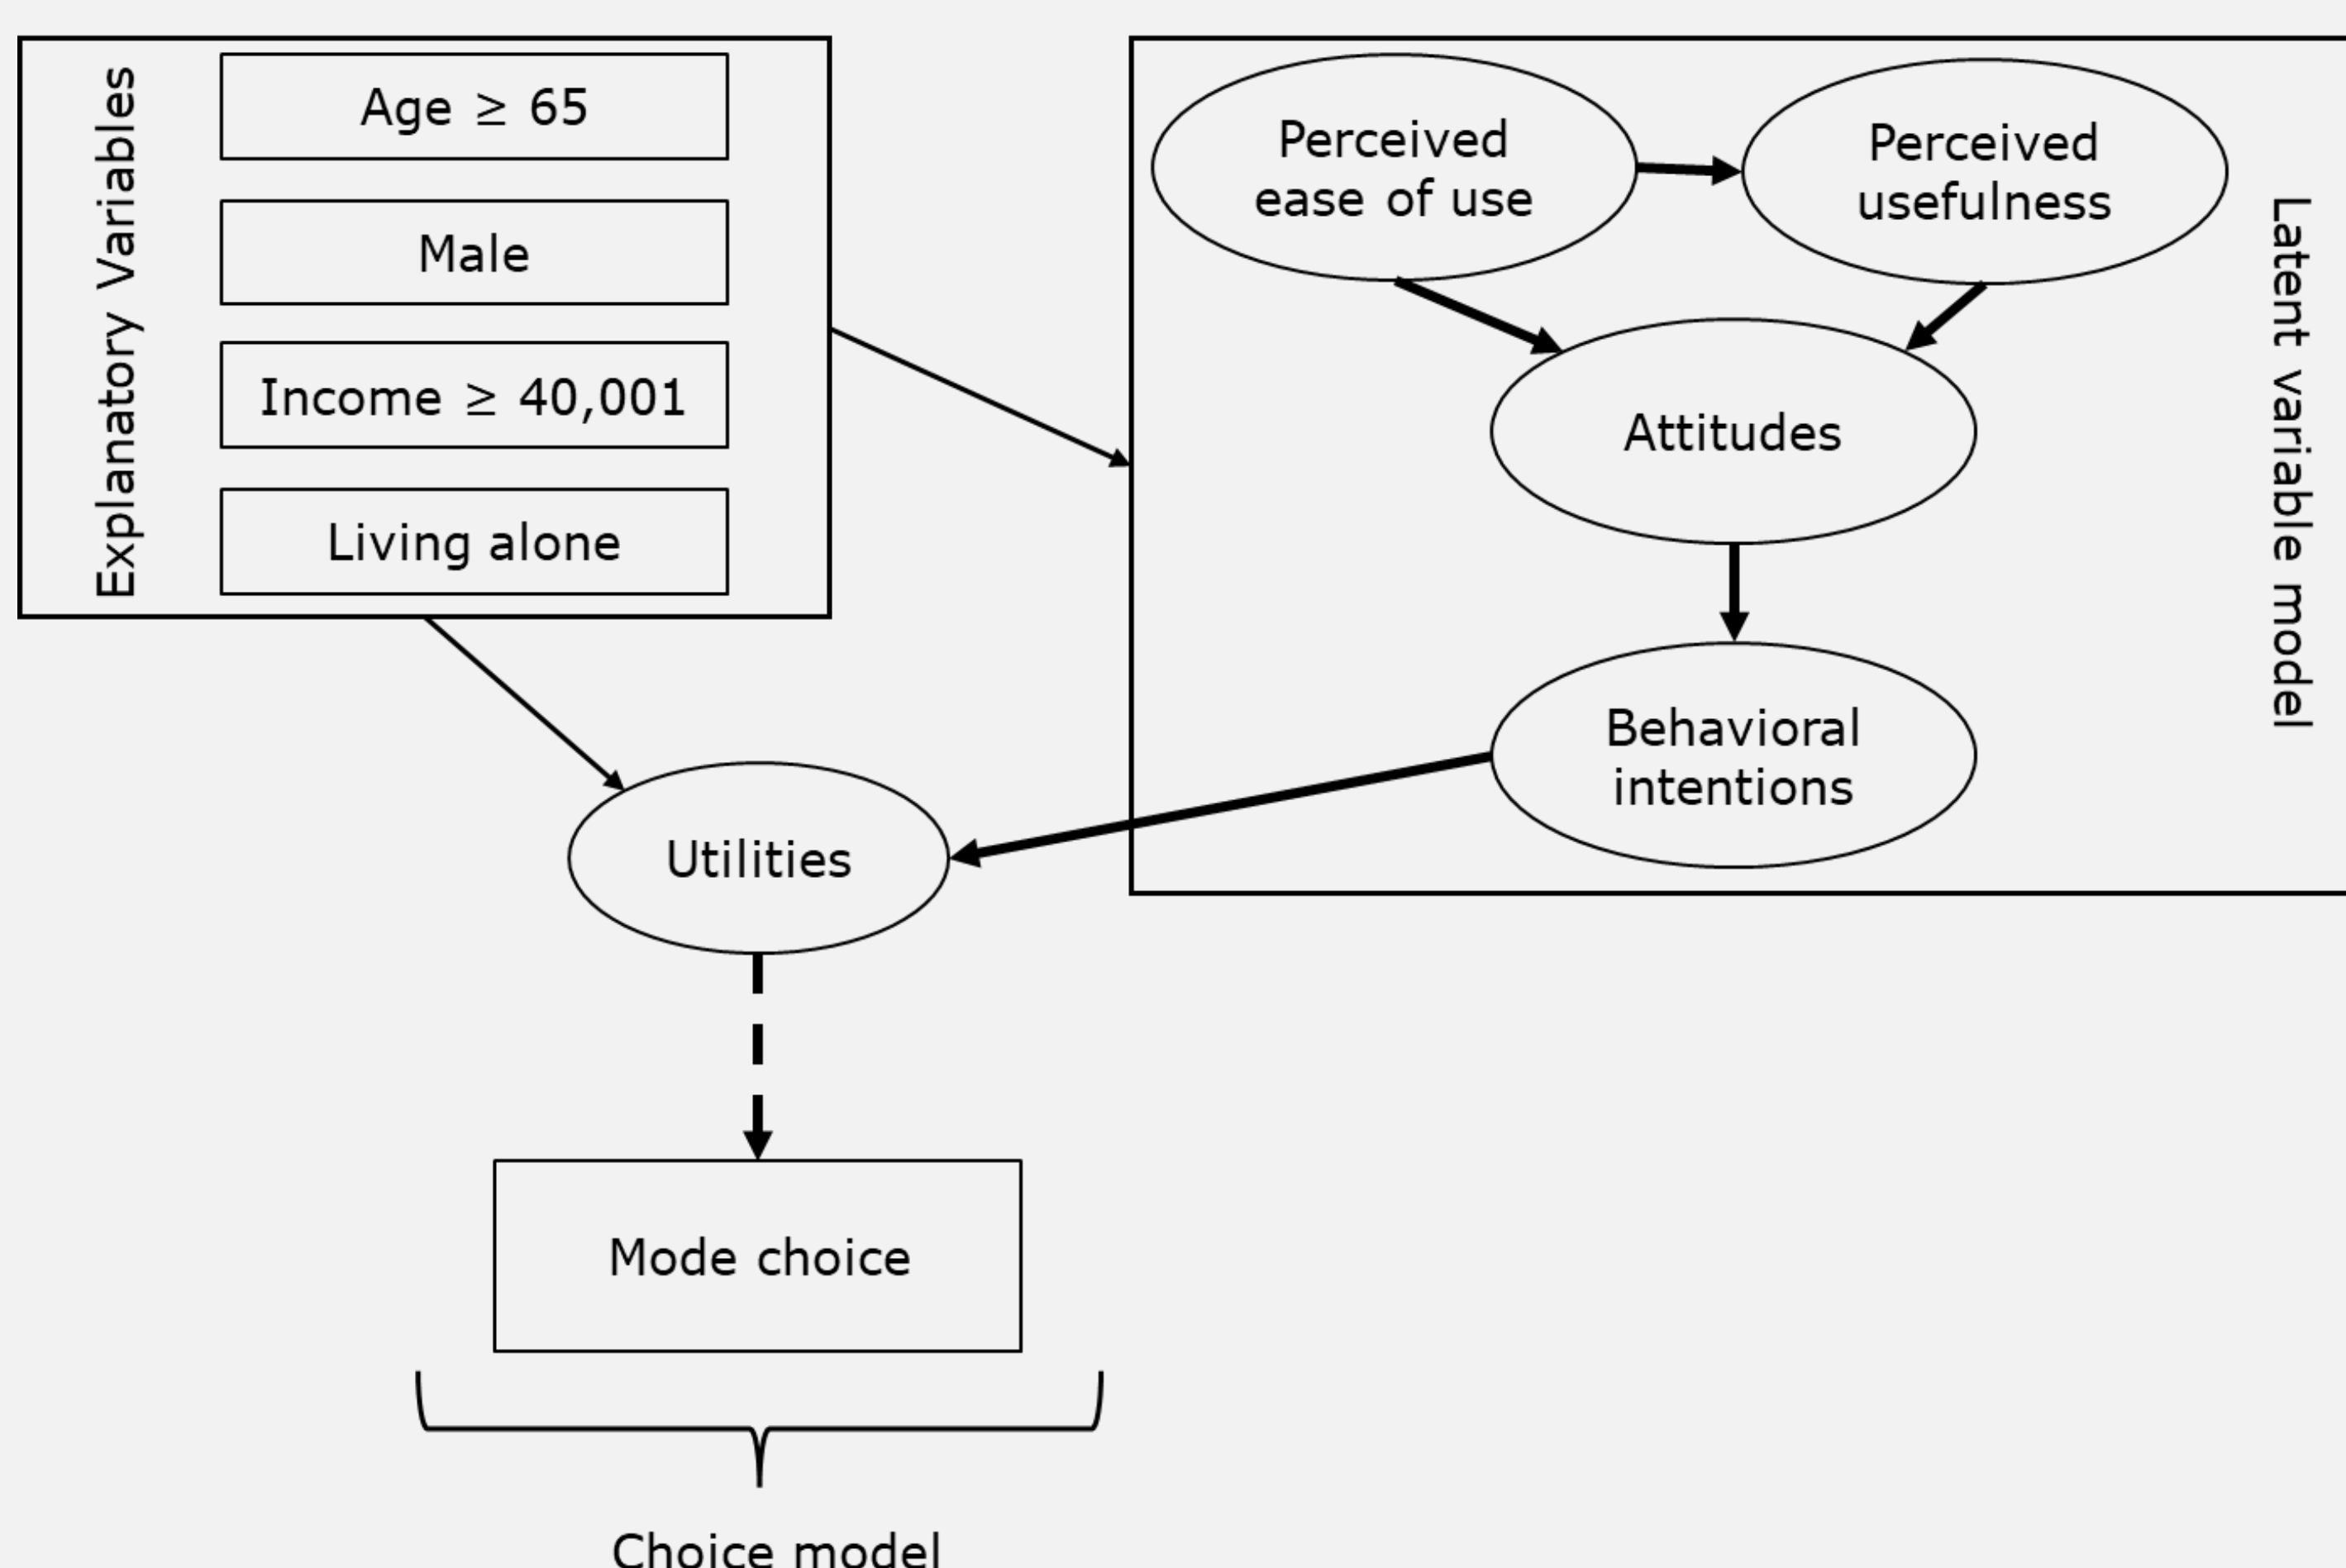 Explanatory Variables
Age ≥ 65
Male
Income ≥ 40,001
Living alone
Perceived
ease of use
Perceived
usefulness
Attitudes
Behavioral
intentions
Latent variable model
Utilities
Mode choice
Choice model